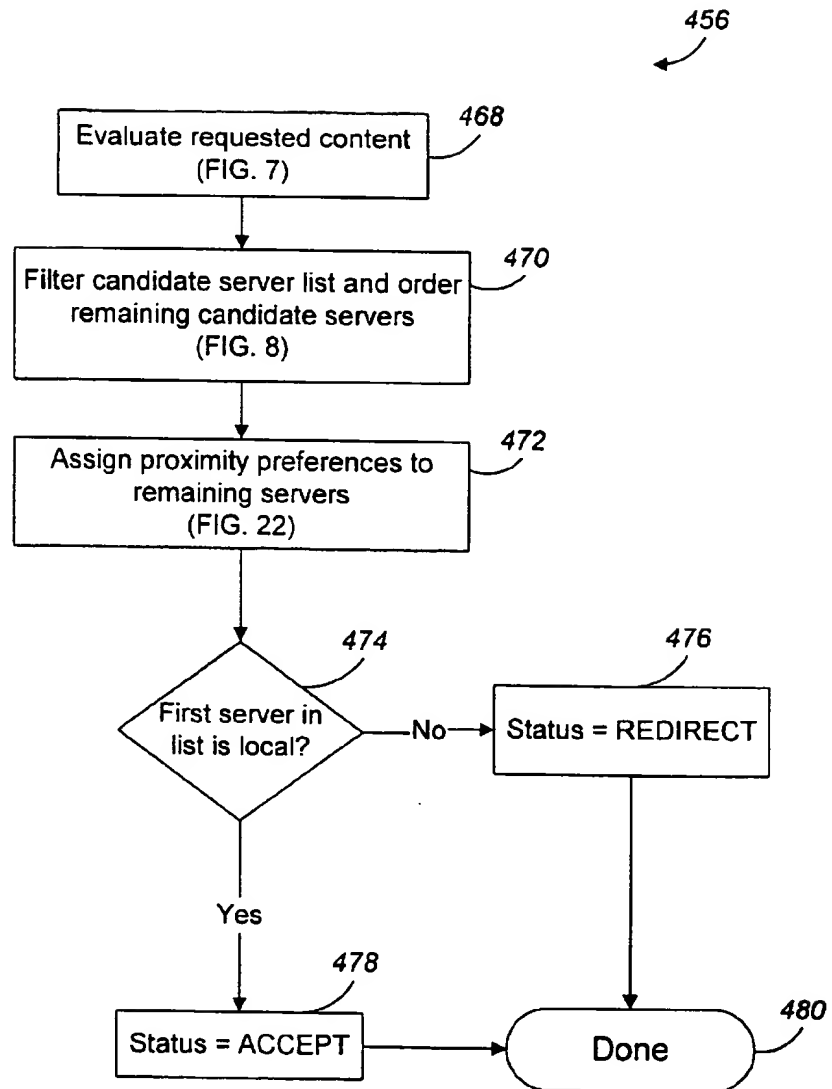 456
Evaluate requested content
(FIG. 7)
468
Filter candidate server list and order
remaining candidate servers
(FIG. 8)
470
Assign proximity preferences to
remaining servers
(FIG. 22)
472
First server in
list is local?
474
No
Status = REDIRECT
476
Yes
Status = ACCEPT
478
Done
480